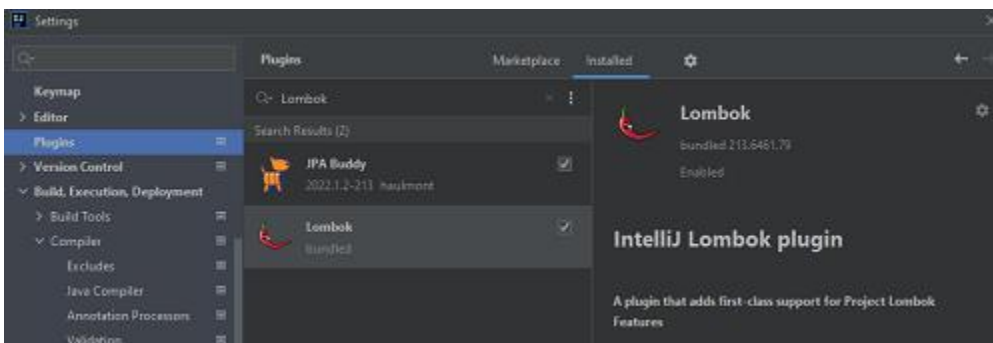 Settings
Plugins
Marketplace
Installed
Keymap
Editor
Plugins
Version Control
Build, Execution, Deployment
Build Tools
Compiler
Excludes
Java Compiler
Annotation Processors
Validation
Lombok
Search Results (2)
JPA Buddy
2022.1.2-213 haulmont
Lombok
bundled
Lombok
bundled 213.6461.79
Enabled
IntelliJ Lombok plugin
A plugin that adds first-class support for Project Lombok
Features